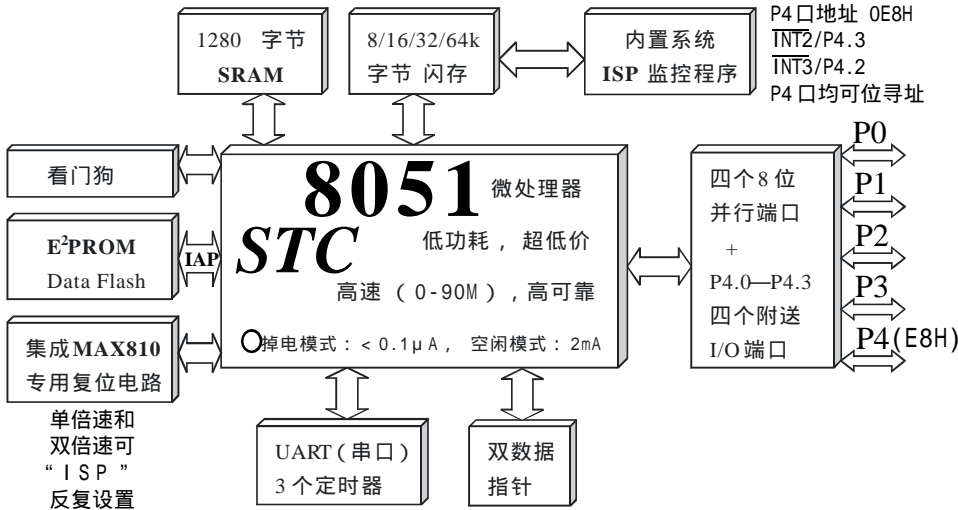 1280 字节
SRAM
8/16/32/64k
字节 闪存
内置系统
ISP 监控程序
P4口地址 0E8H
INT2/P4.3
INT3/P4.2
P4口均可位寻址
看门狗
E²PROM
Data Flash
IAP
集成MAX810
专用复位电路
单倍速和
双倍速可
“ISP”
反复设置
8051 微处理器
STC 低功耗，超低价
高速（0-90M），高可靠
掉电模式：<0.1μA， 空闲模式：2mA
四个8位
并行端口
+
P4.0—P4.3
四个附送
I/O端口
P0
P1
P2
P3
P4(E8H)
UART（串口）
3个定时器
双数据
指针